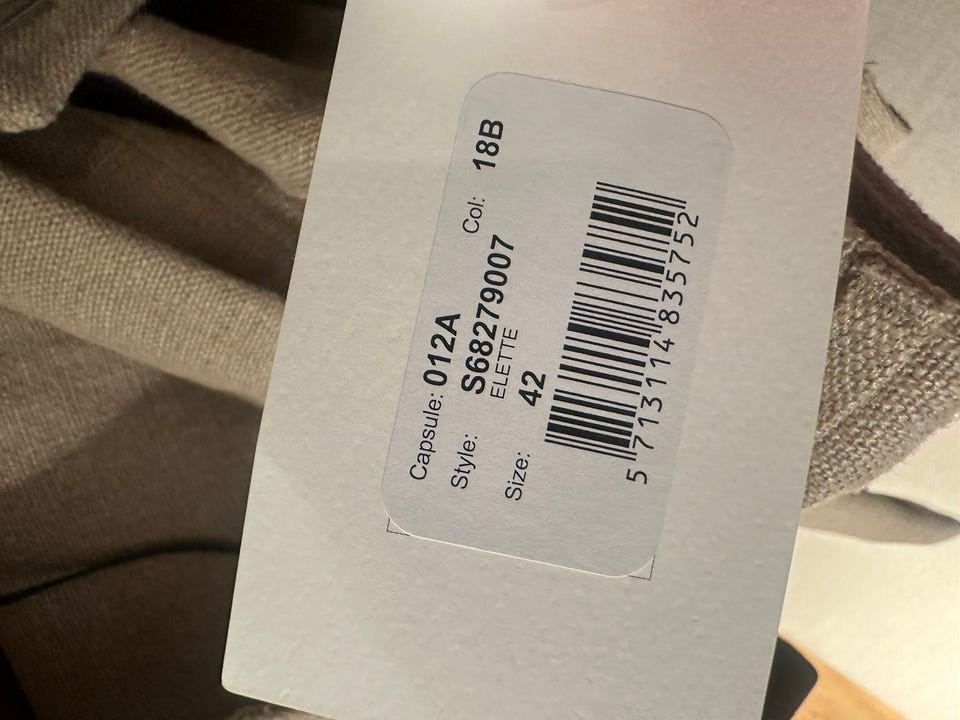 Capsule: 012A
Style: S68279007 Col: 18B
ELETTE
Size: 42
5 713114 835752